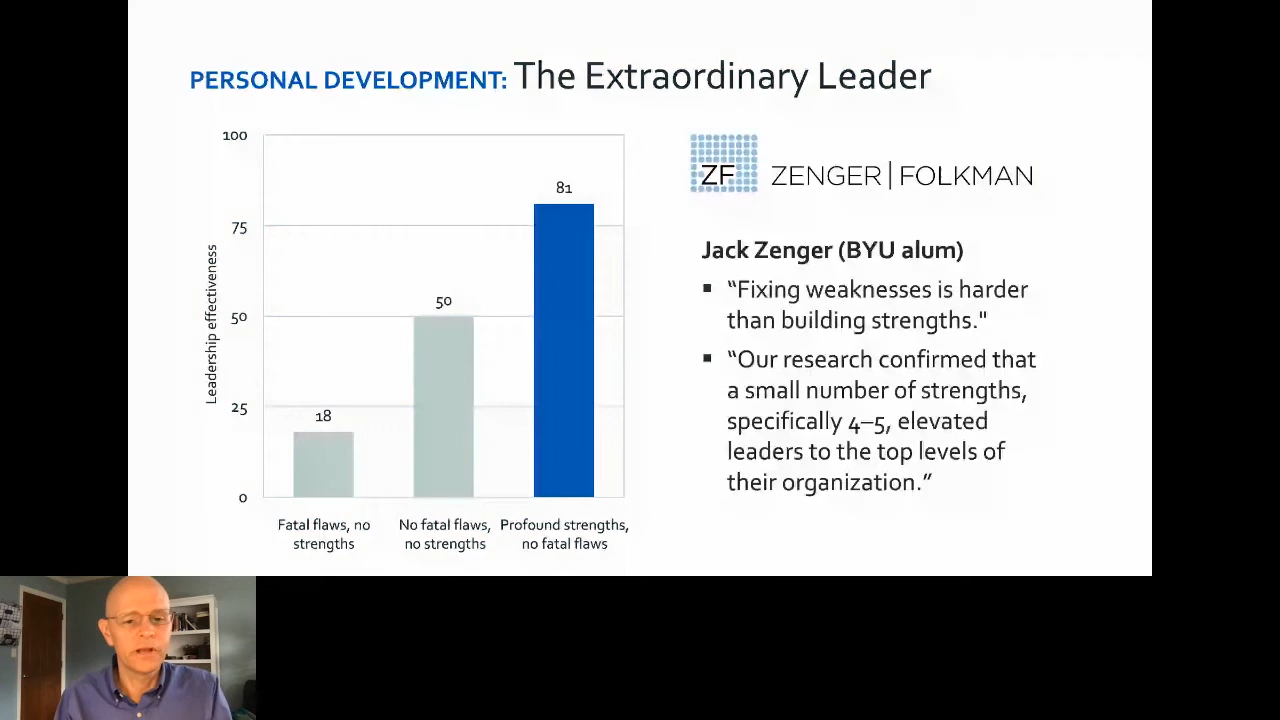 PERSONAL DEVELOPMENT: The Extraordinary Leader
100
75
50
25
0
Leadership effectiveness
18
50
81
Fatal flaws, no
strengths
No fatal flaws,
no strengths
Profound strengths,
no fatal flaws
ZF ZENGER|FOLKMAN
Jack Zenger (BYU alum)
▪ “Fixing weaknesses is harder
than building strengths."
▪ “Our research confirmed that
a small number of strengths,
specifically 4–5, elevated
leaders to the top levels of
their organization.”